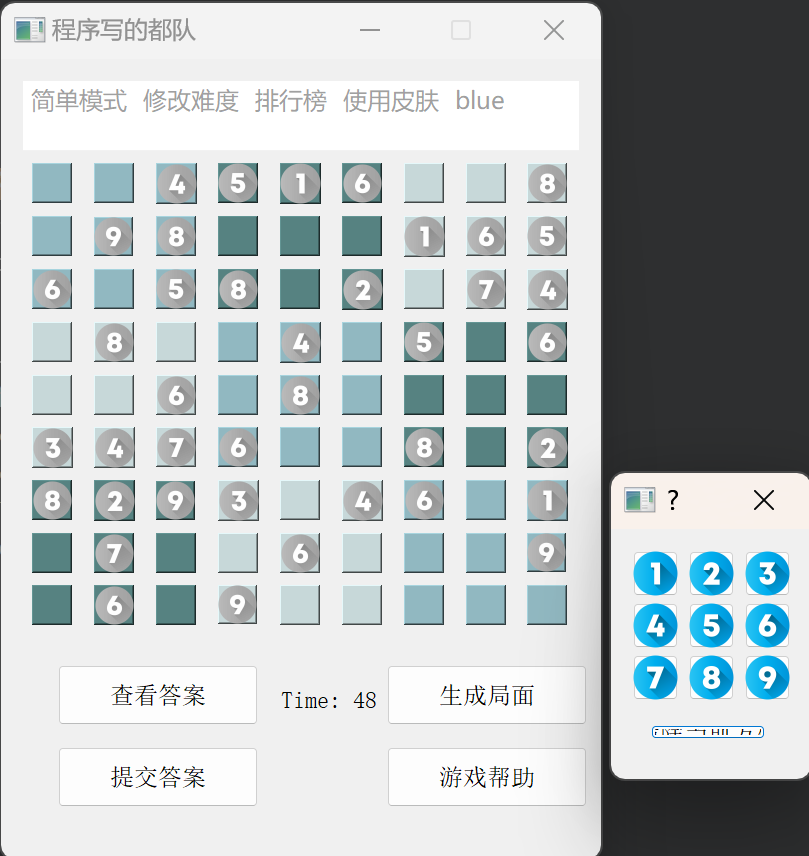 程序写的都队
简单模式 修改难度 排行榜 使用皮肤 blue
4 5 1 6 8
9 8 1 6 5
6 5 8 2 7 4
8 4 5 6
6 8
3 4 7 6 8 2
8 2 9 3 4 6 1
7 6 9
6 9
查看答案 Time: 48 生成局面
提交答案 游戏帮助
?
1 2 3
4 5 6
7 8 9